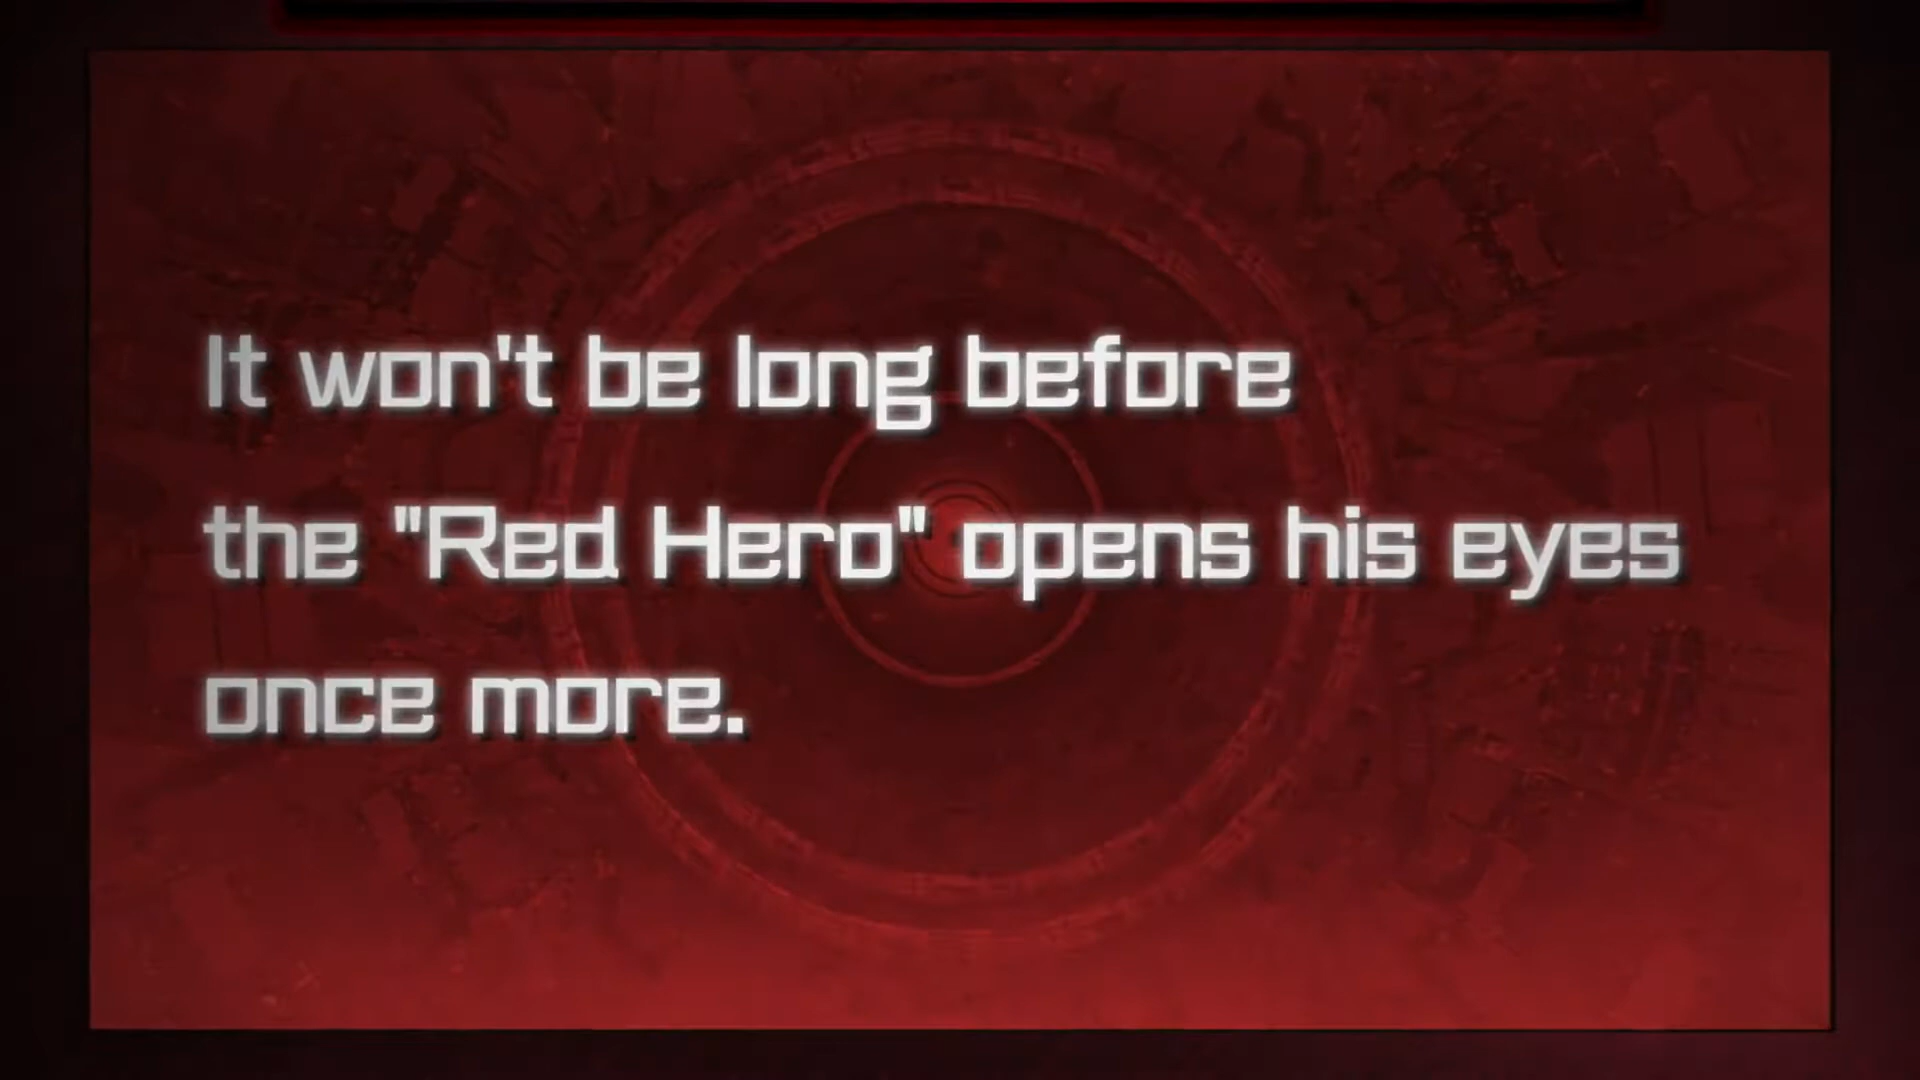 It won't be long before
the "Red Hero" opens his eyes
once more.